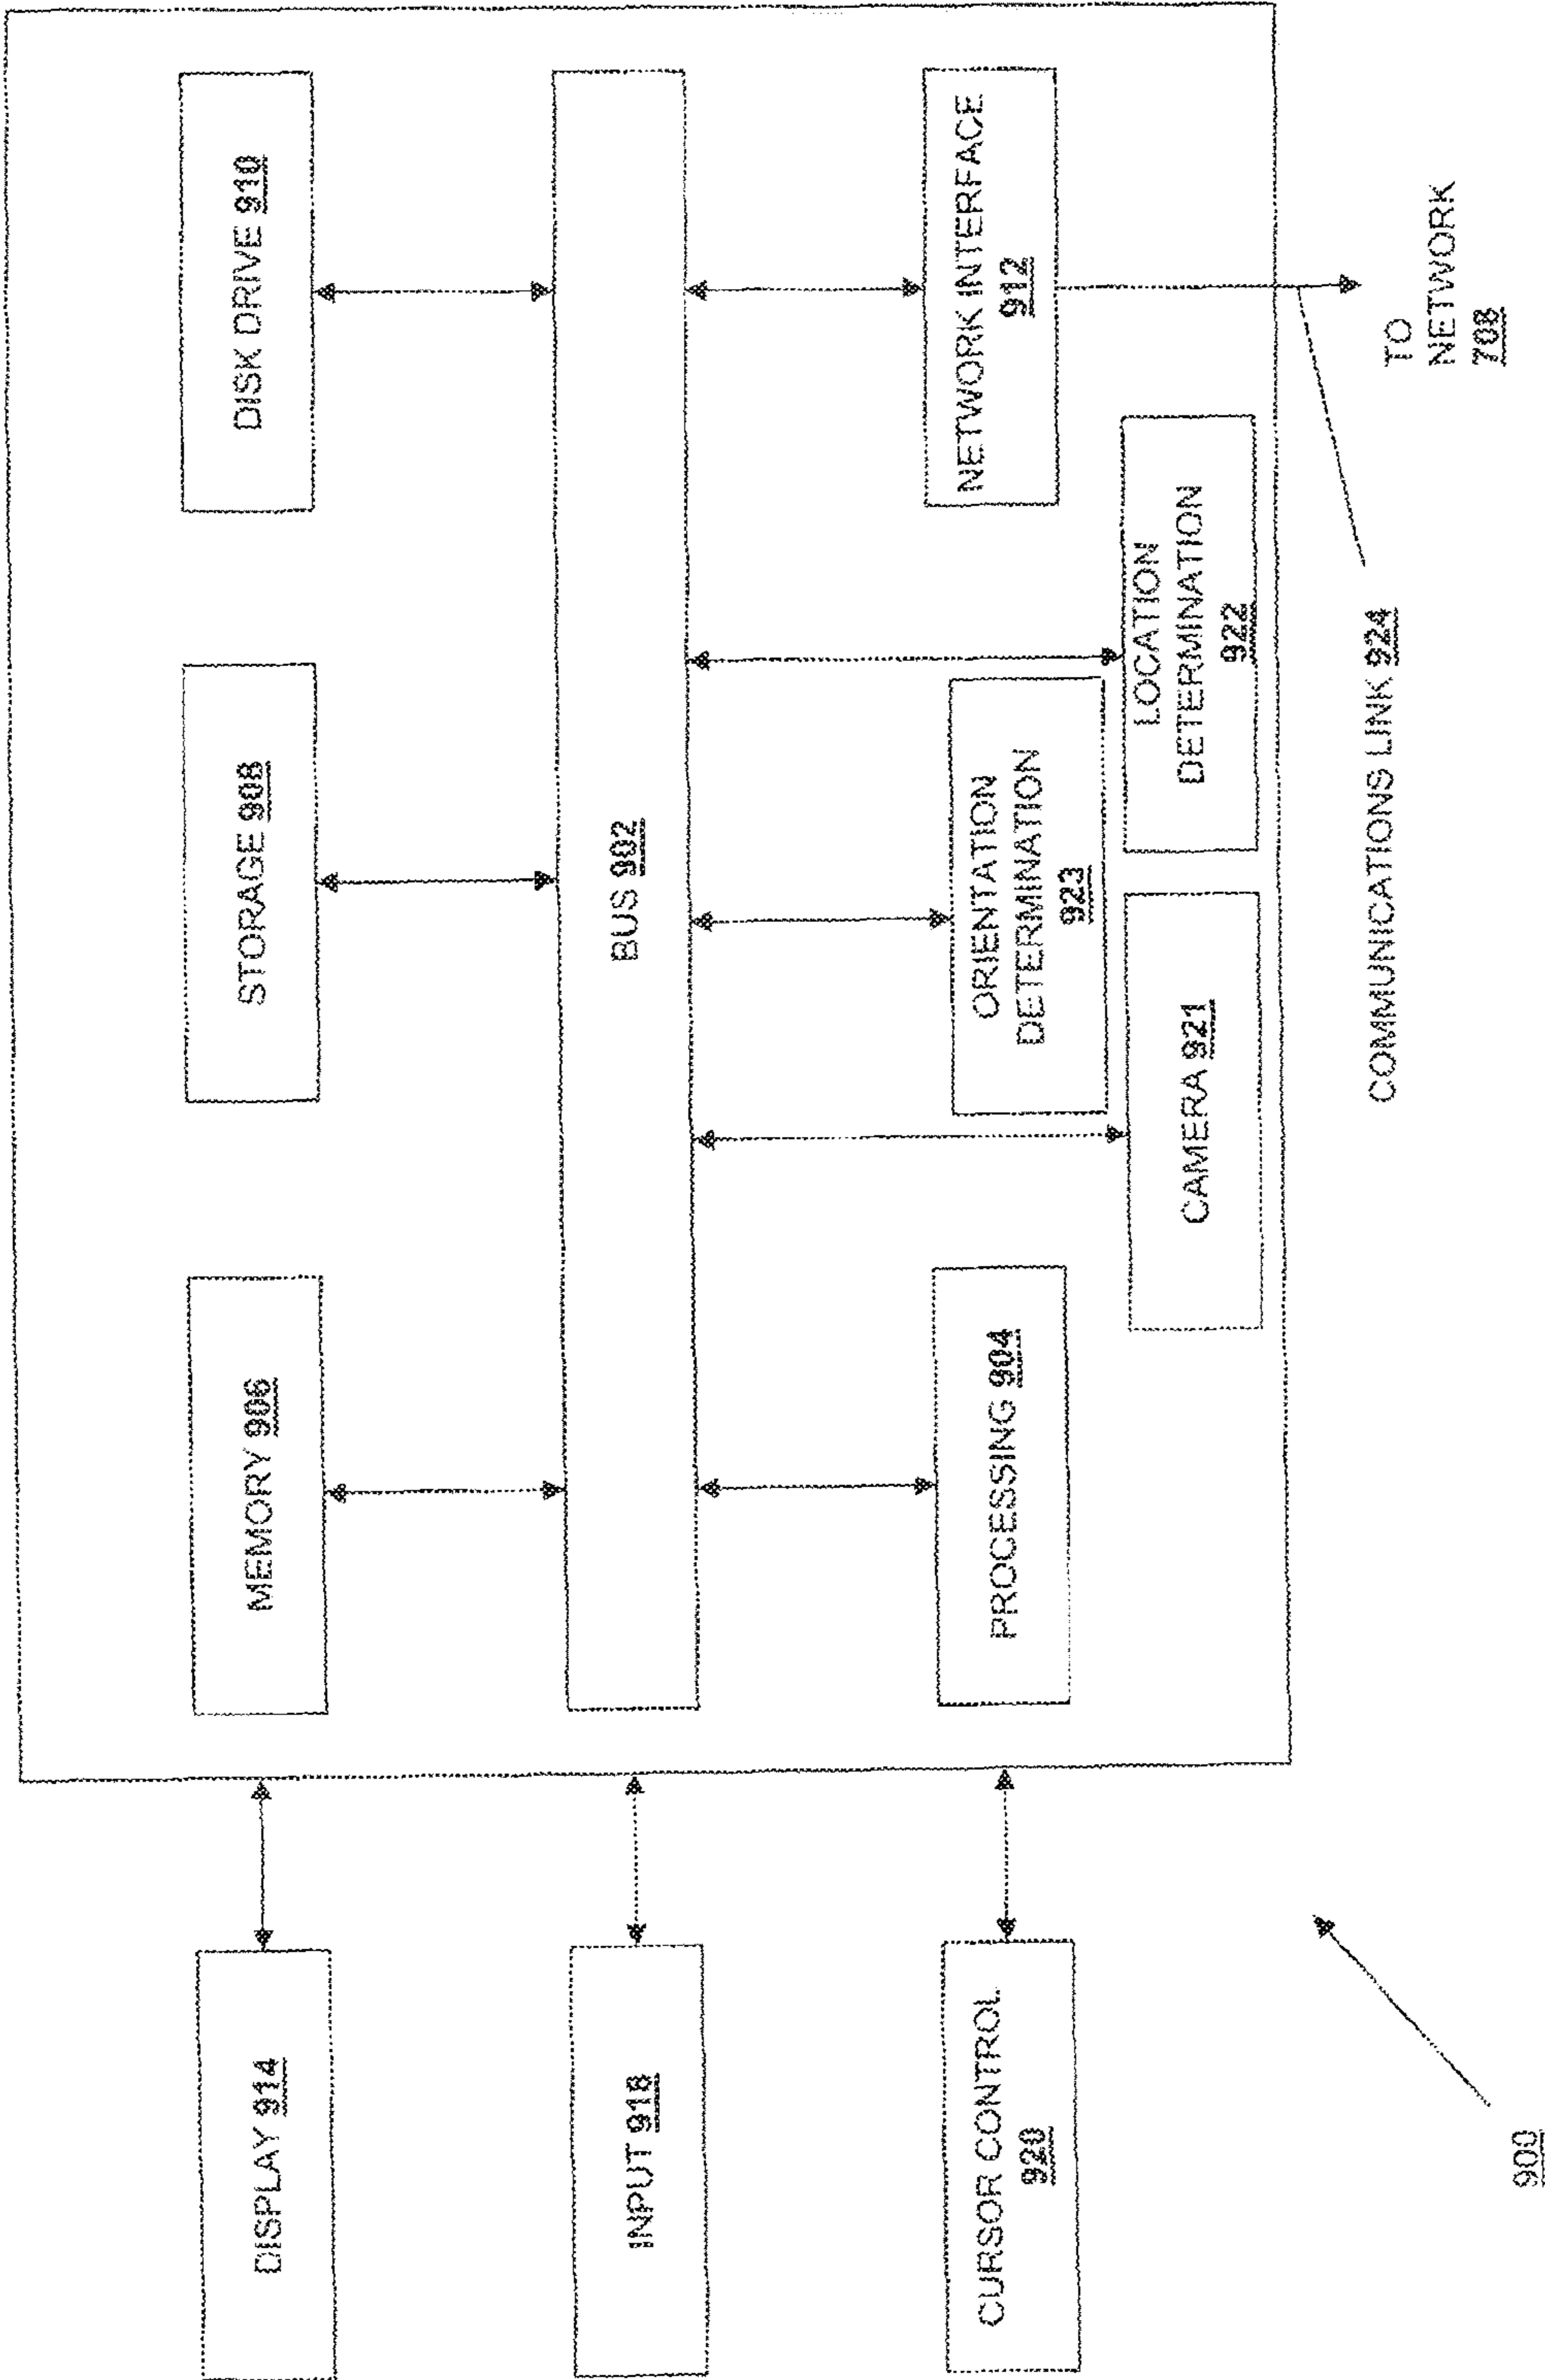 DISPLAY 914
MEMORY 906
STORAGE 908
DISK DRIVE 910
INPUT 918
BUS 902
CURSOR CONTROL
920
PROCESSING 904
ORIENTATION
DETERMINATION
923
NETWORK INTERFACE
912
CAMERA 921
LOCATION
DETERMINATION
922
COMMUNICATIONS LINK 924
TO
NETWORK
708
900